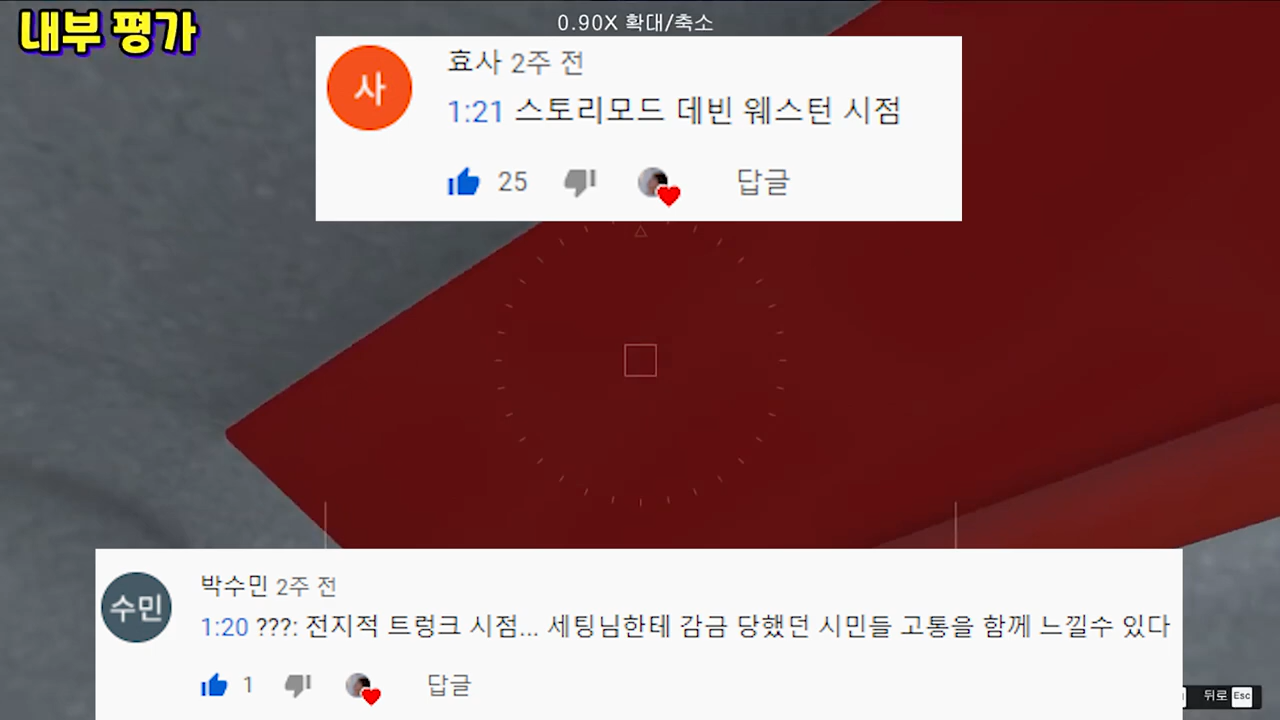 내부 평가
0.90X 확대/축소
사
효사 2주 전
1:21 스토리모드 데빈 웨스턴 시점
25
답글
수민
박수민 2주 전
1:20 ???: 전지적 트렁크 시점... 세팅님한테 감금 당했던 시민들 고통을 함께 느낄수 있다
1
답글
뒤로 Esc